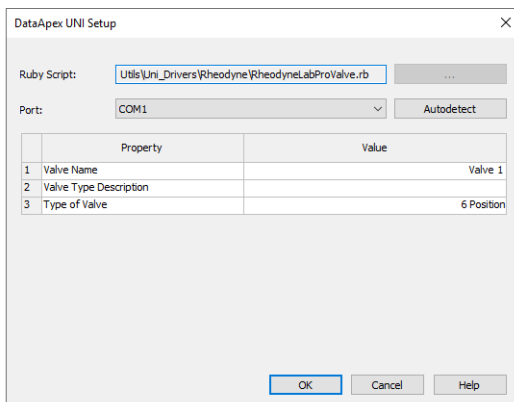 DataApex UNI Setup
Ruby Script: Utils\Uni_Drivers\Rheodyne\RheodyneLabProValve.rb ...
Port: COM1 Autodetect
Property Value
1 Valve Name Valve 1
2 Valve Type Description
3 Type of Valve 6 Position
OK Cancel Help